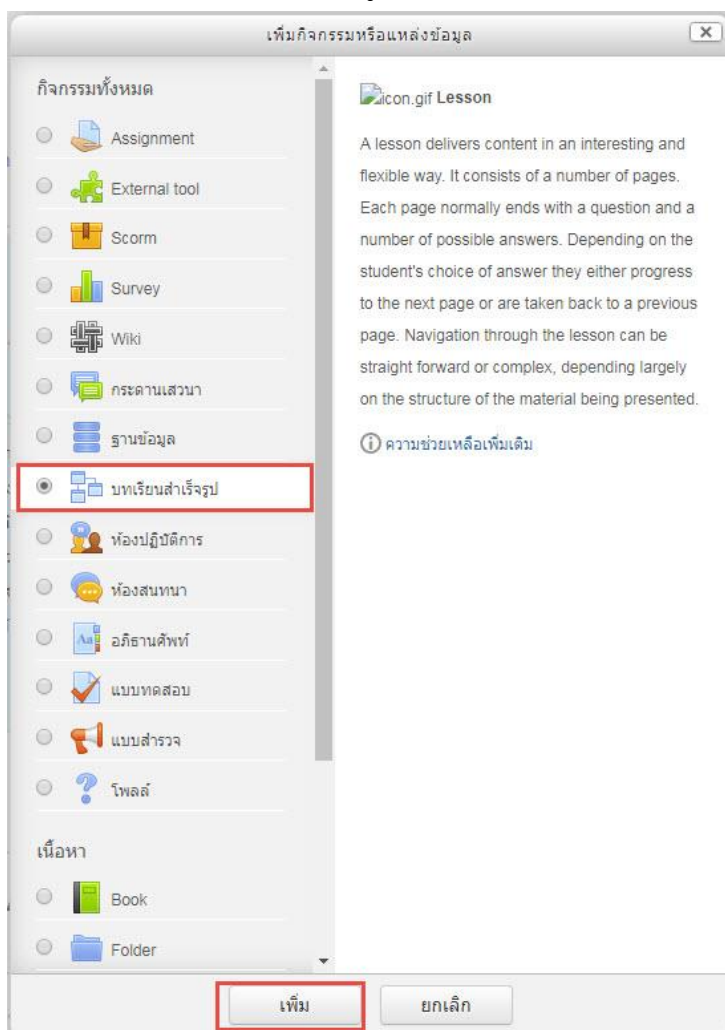 เพิ่มกิจกรรมหรือแหล่งข้อมูล
กิจกรรมทั้งหมด
Assignment
External tool
Scorm
Survey
Wiki
กระดานเสวนา
ฐานข้อมูล
บทเรียนสำเร็จรูป
ห้องปฏิบัติการ
ห้องสนทนา
อภิธานศัพท์
แบบทดสอบ
แบบสำรวจ
โพลล์
เนื้อหา
Book
Folder
icon.gif Lesson
A lesson delivers content in an interesting and
flexible way. It consists of a number of pages.
Each page normally ends with a question and a
number of possible answers. Depending on the
student's choice of answer they either progress
to the next page or are taken back to a previous
page. Navigation through the lesson can be
straight forward or complex, depending largely
on the structure of the material being presented.
ความช่วยเหลือเพิ่มเติม
เพิ่ม
ยกเลิก